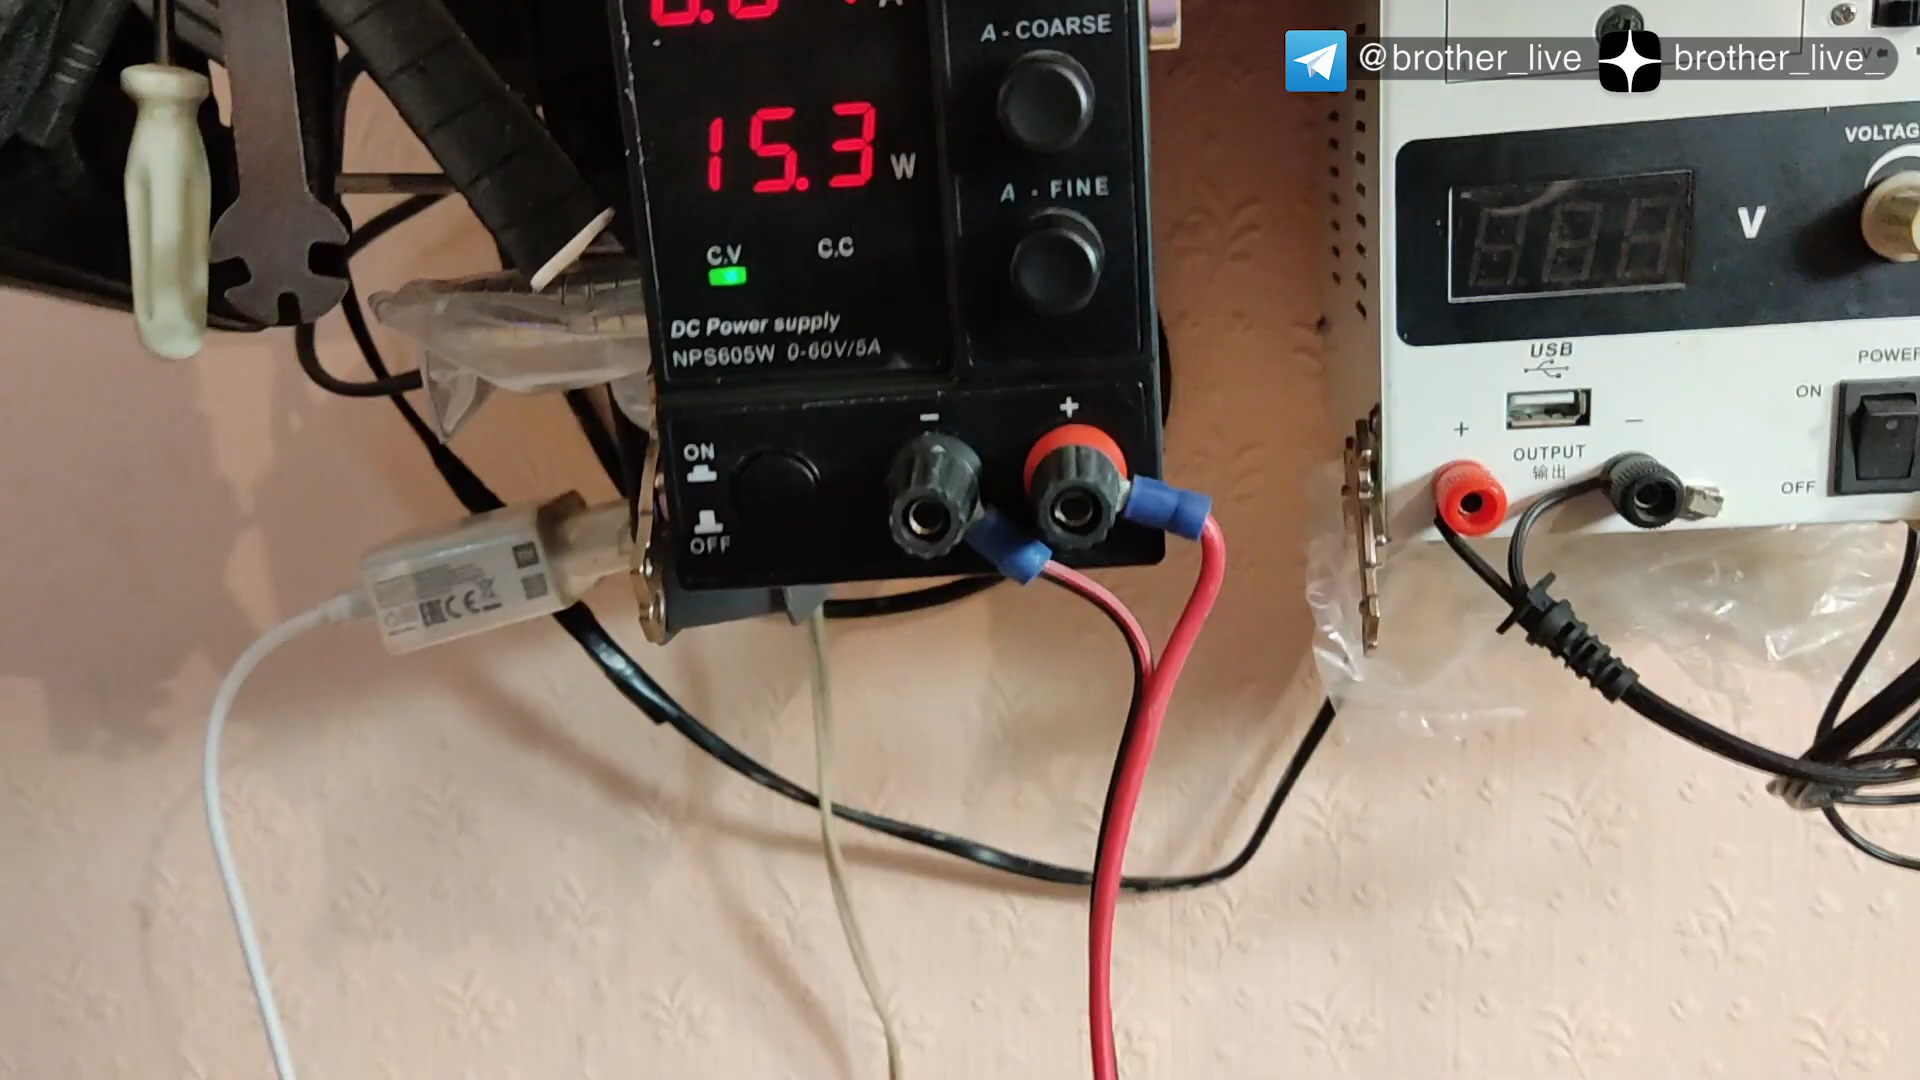 @brother_live brother_live_
A
A - COARSE
15.3 W
A - FINE
C.V C.C
DC Power supply
NPS605W 0-60V/5A
- +
ON
OFF
CE
VOLTAG
V
USB
POWER
ON
+ -
OUTPUT
输出
OFF